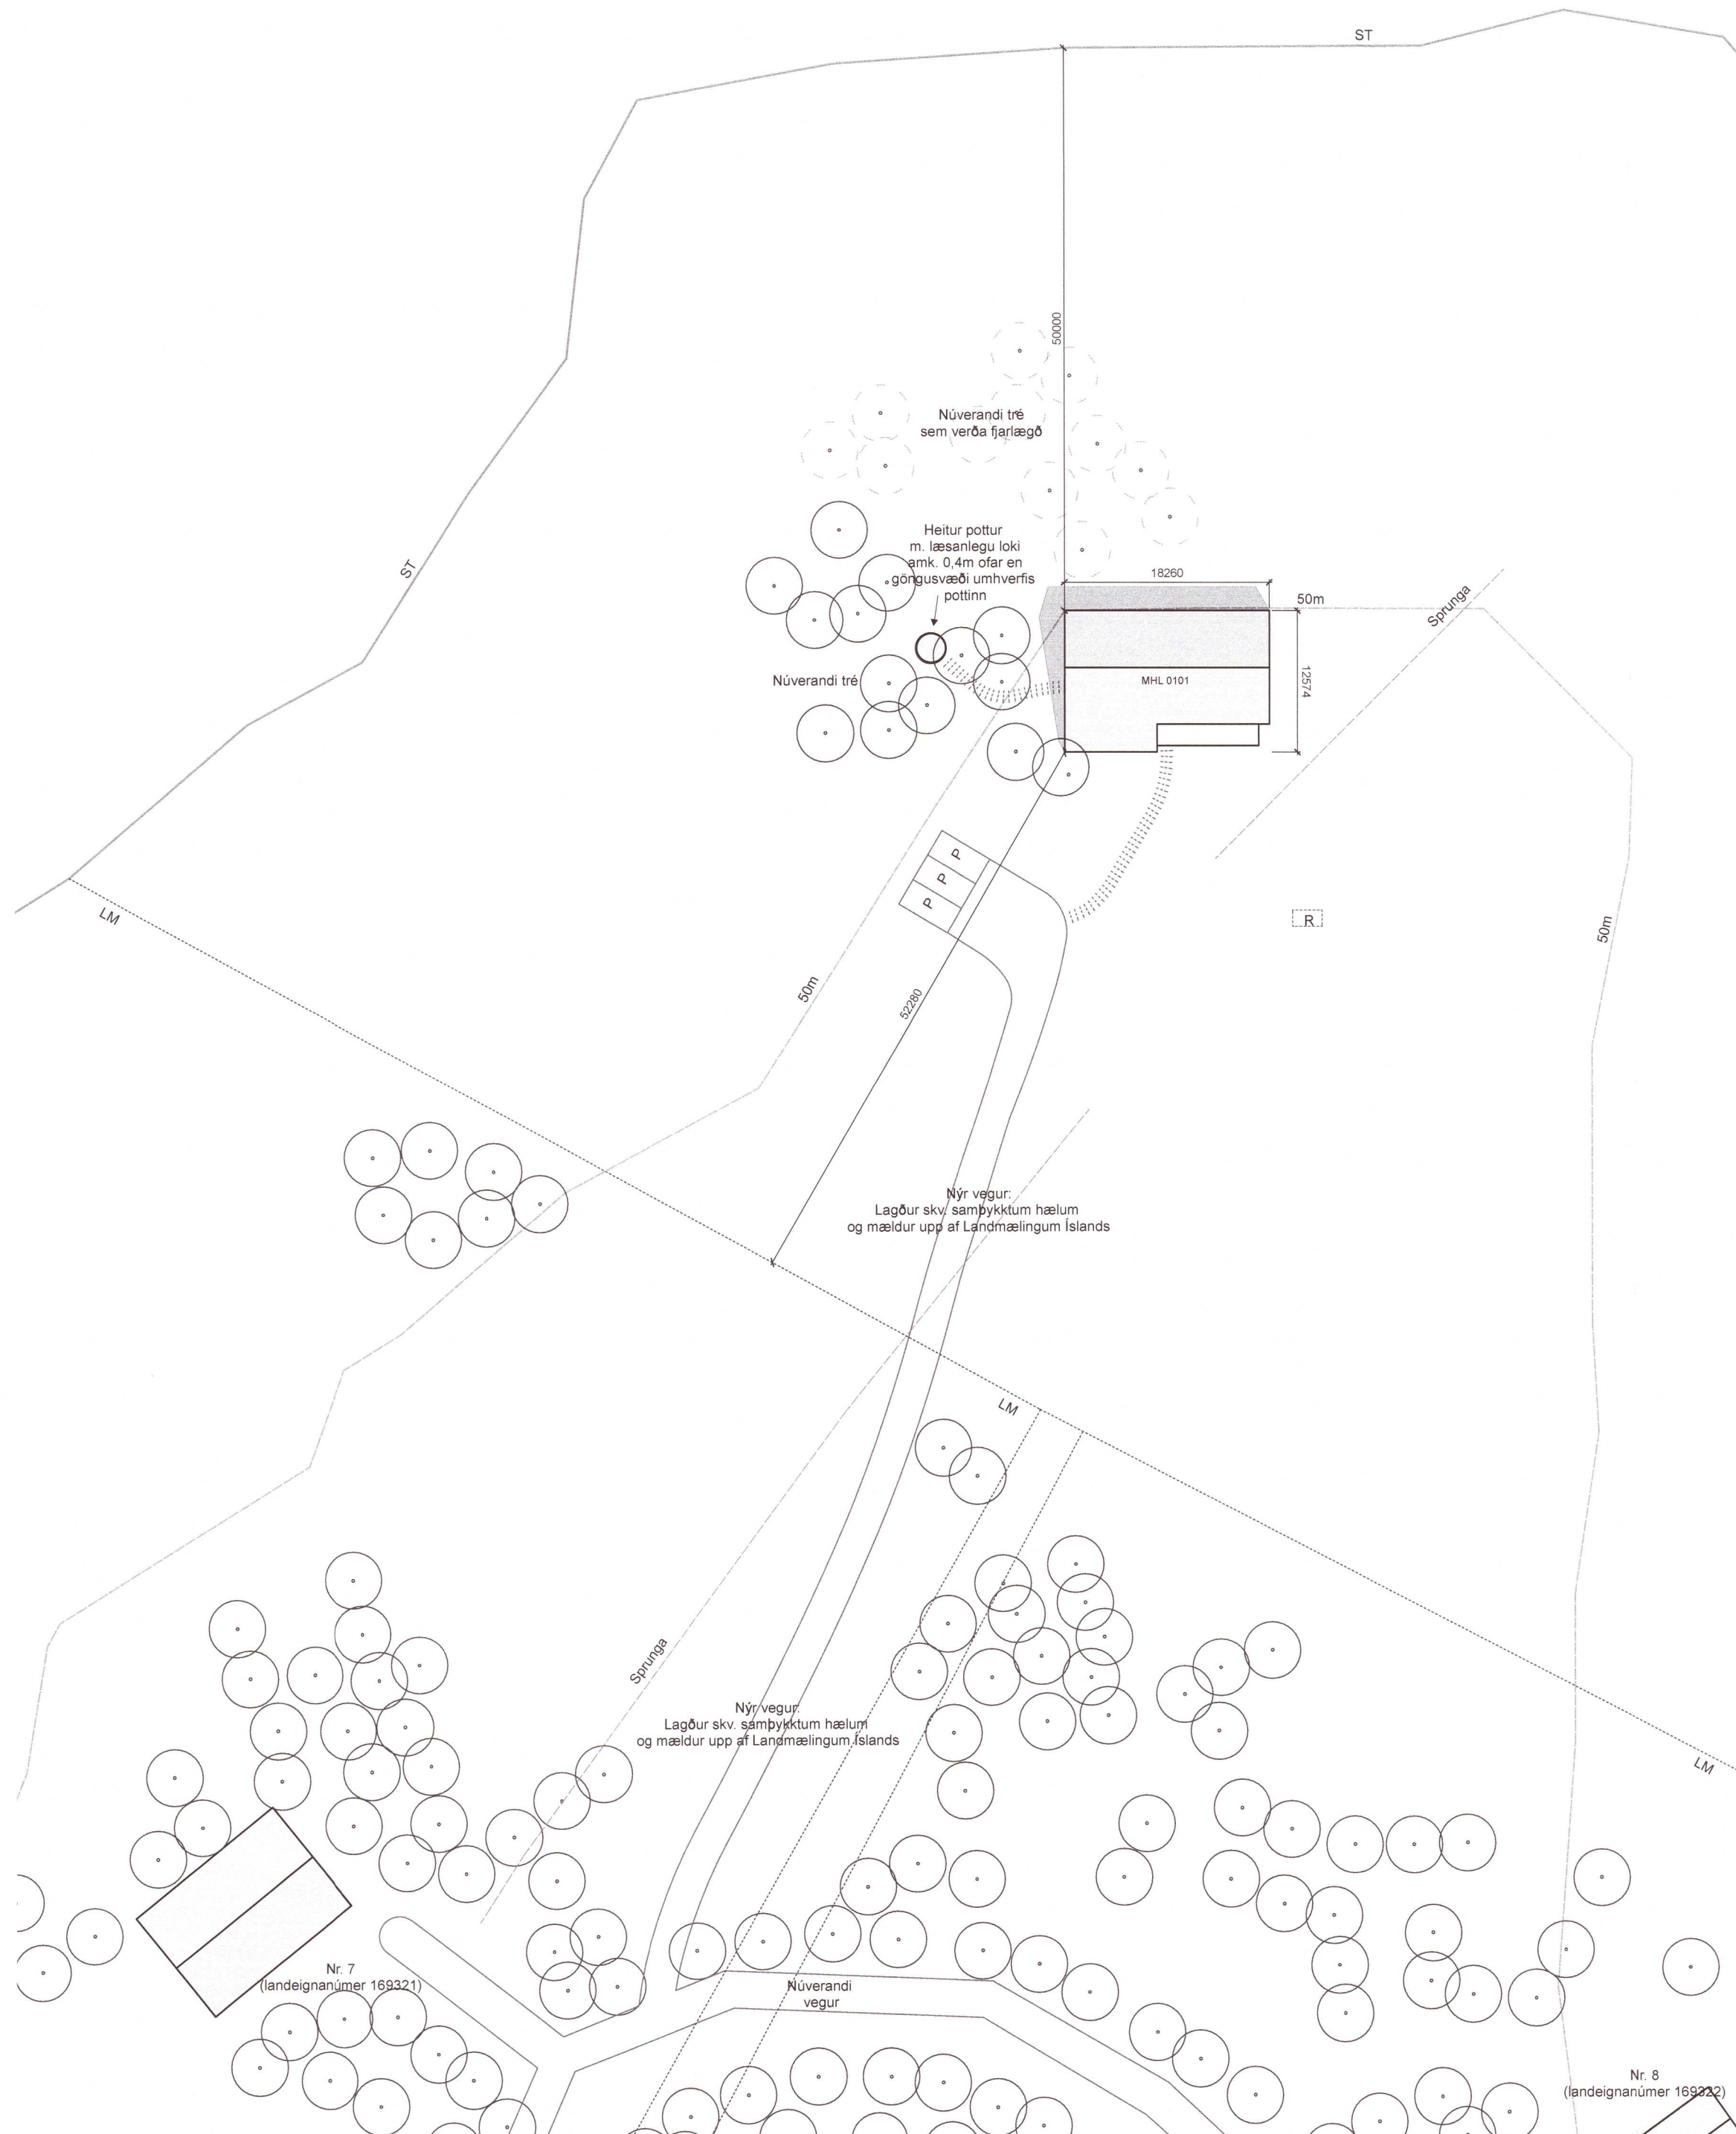 ST
50000
Núverandi tré
sem verða fjarlægð
ST
Heitur pottur
m. læsanlegu loki
amk. 0,4m ofar en
göngusvæði umhverfis
pottinn
18260
50m
Sprunga
12574
MHL 0101
Núverandi tré
P
P
P
LM
R
50m
50m
52280
Nýr vegur:
Lagður skv. samþykktum hælum
og mældur upp af Landmælingum Íslands
LM
Sprunga
Nýr vegur:
Lagður skv. samþykktum hælum
og mældur upp af Landmælingum Íslands
LM
Nr. 7
(landeignanúmer 169321)
Núverandi
vegur
Nr. 8
(landeignanúmer 169322)